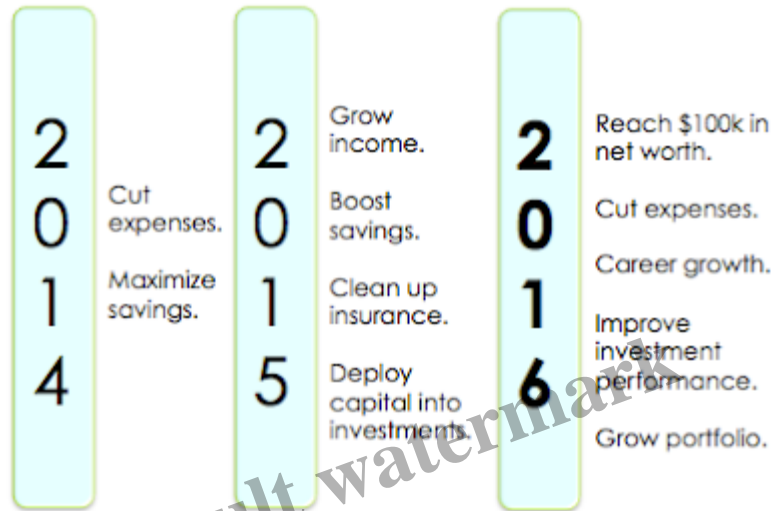 2
0
1
4
Cut
expenses.
Maximize
savings.
2
0
1
5
Grow
income.
Boost
savings.
Clean up
insurance.
Deploy
capital into
investments.
2
0
1
6
Reach $100k in
net worth.
Cut expenses.
Career growth.
Improve
investment
performance.
Grow portfolio.
ult watermark